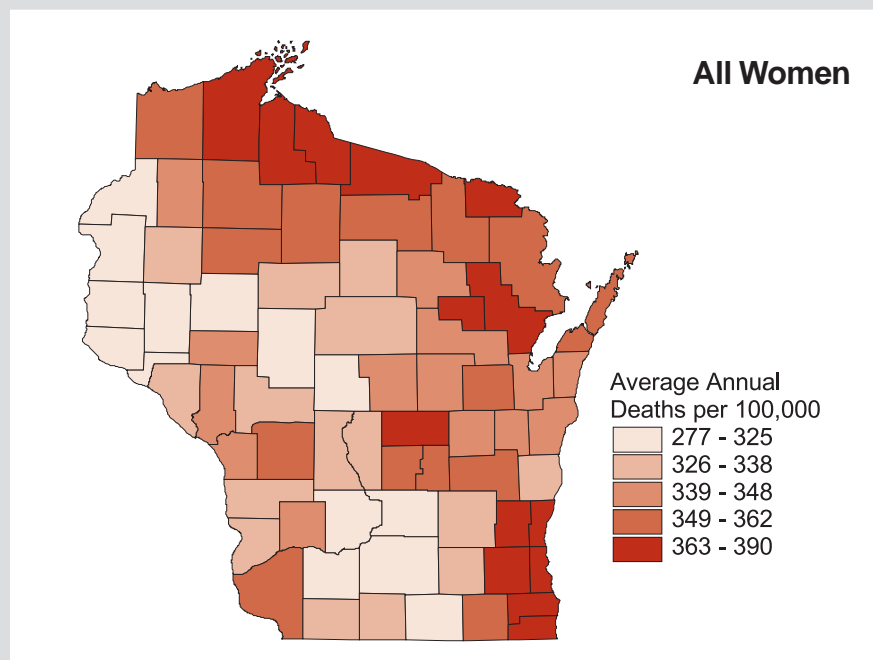 All Women
Average Annual
Deaths per 100,000
277 - 325
326 - 338
339 - 348
349 - 362
363 - 390